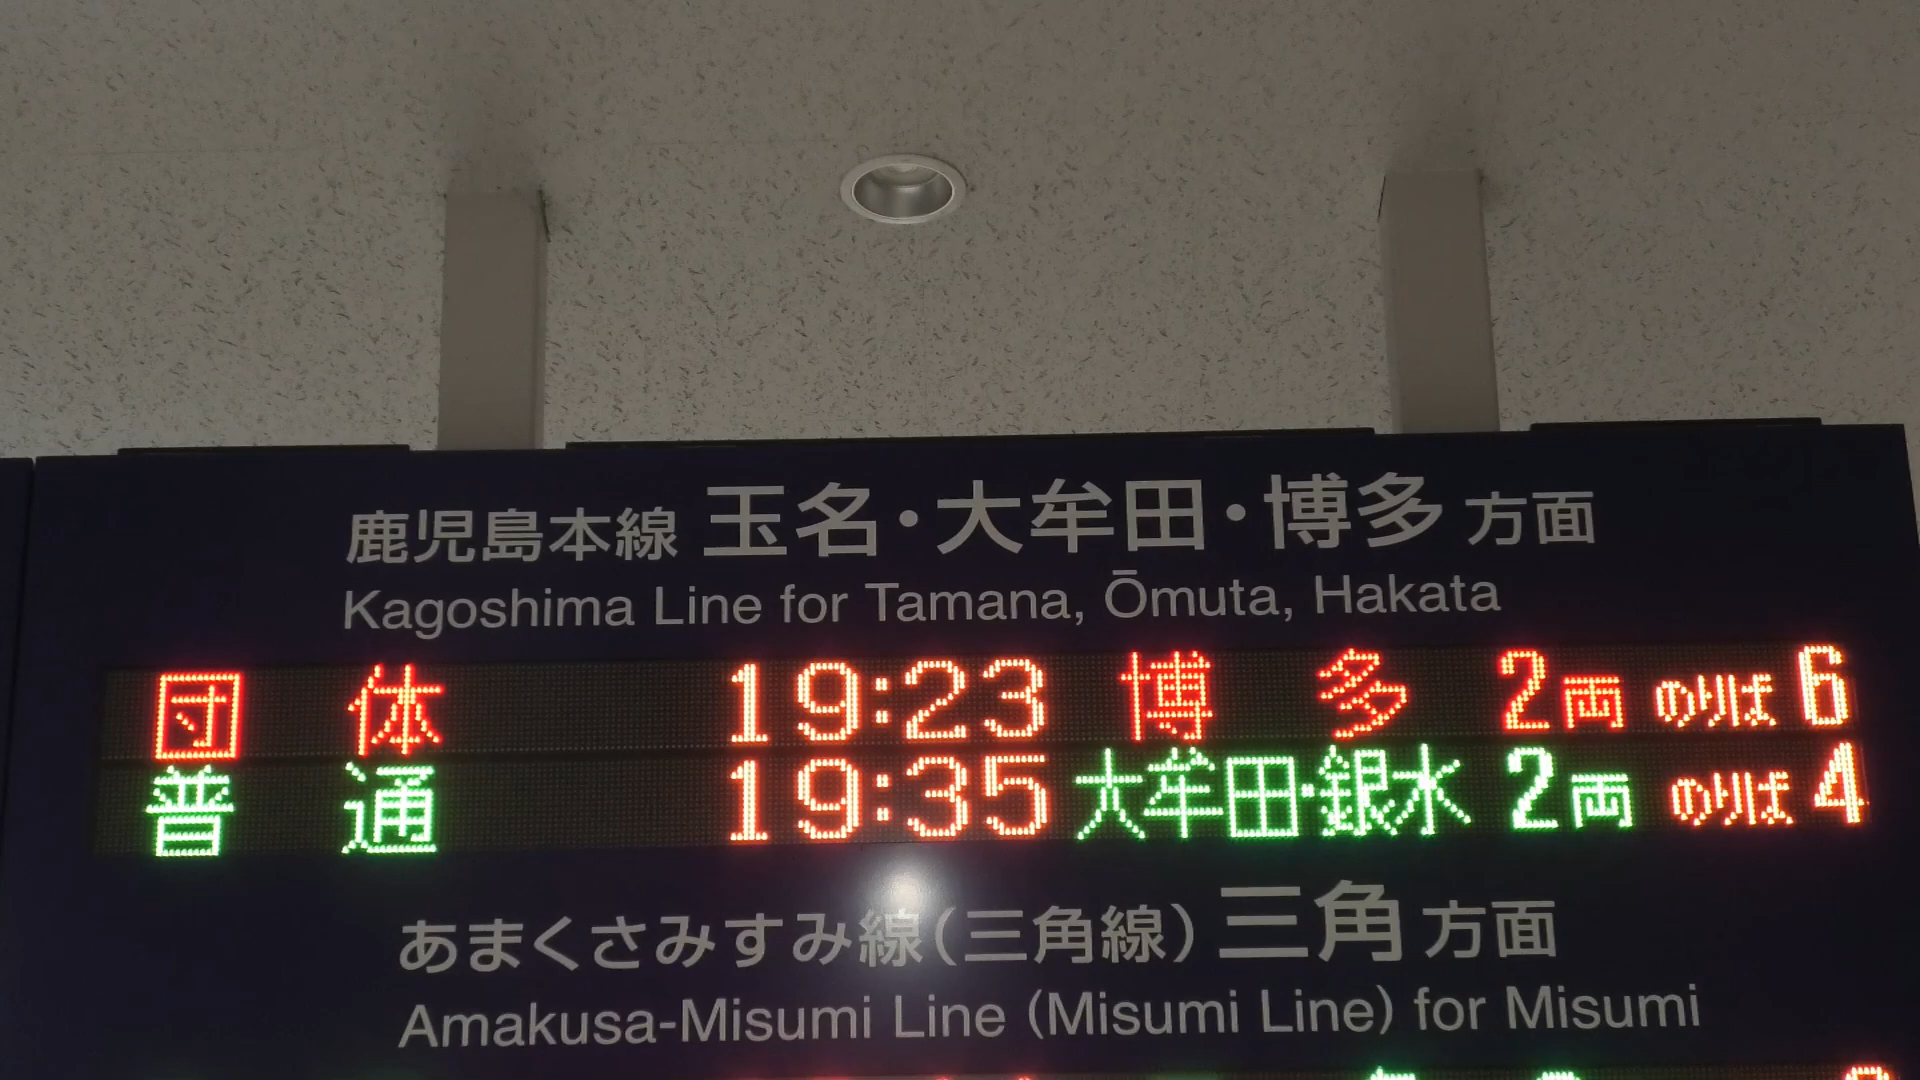 鹿児島本線 玉名・大牟田・博多 方面
Kagoshima Line for Tamana, Ōmuta, Hakata
団体 19:23 博多 2両 のりば 6
普通 19:35 大牟田・銀水 2両 のりば 4
あまくさみすみ線(三角線) 三角 方面
Amakusa-Misumi Line (Misumi Line) for Misumi